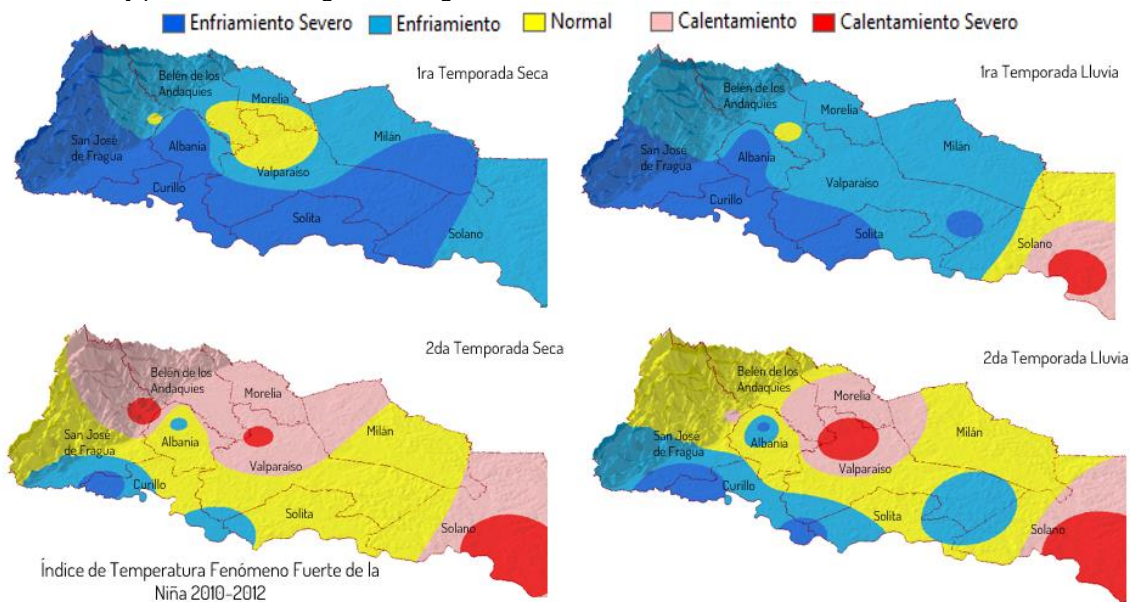 Enfriamiento Severo
Enfriamiento
Normal
Calentamiento
Calentamiento Severo
1ra Temporada Seca
Belén de los
Andaquies
Morelia
Milán
San José
de Fragua
Albania
Valparaíso
Curillo
Solita
Solano
1ra Temporada Lluvia
Belén de los
Andaquies
Morelia
Milán
San José
de Fragua
Albania
Valparaíso
Curillo
Solita
Solano
2da Temporada Seca
Belén de los
Andaquies
Morelia
Milán
San José
de Fragua
Albania
Valparaíso
Curillo
Solita
Solano
Índice de Temperatura Fenómeno Fuerte de la
Niña 2010-2012
2da Temporada Lluvia
Belén de los
Andaquies
Morelia
Milán
San José
de Fragua
Albania
Valparaíso
Curillo
Solita
Solano